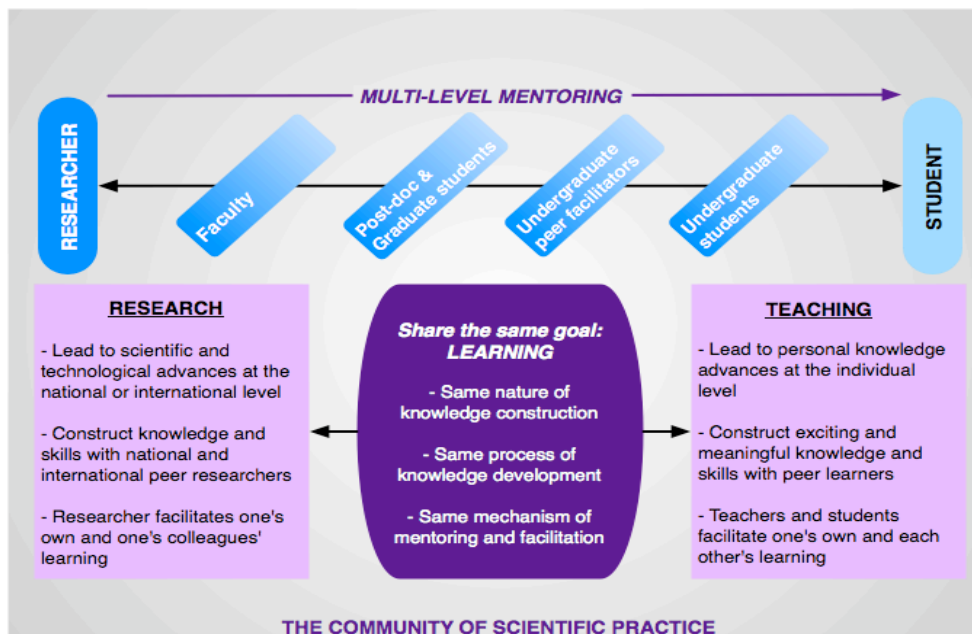 MULTI-LEVEL MENTORING
RESEARCHER
Faculty
Post-doc &
Graduate students
Undergraduate
peer facilitators
Undergraduate
students
STUDENT
RESEARCH
- Lead to scientific and
technological advances at the
national or international level
- Construct knowledge and
skills with national and
international peer researchers
- Researcher facilitates one's
own and one's colleagues'
learning
Share the same goal:
LEARNING
- Same nature of
knowledge construction
- Same process of
knowledge development
- Same mechanism of
mentoring and facilitation
TEACHING
- Lead to personal knowledge
advances at the individual
level
- Construct exciting and
meaningful knowledge and
skills with peer learners
- Teachers and students
facilitate one's own and each
other's learning
THE COMMUNITY OF SCIENTIFIC PRACTICE